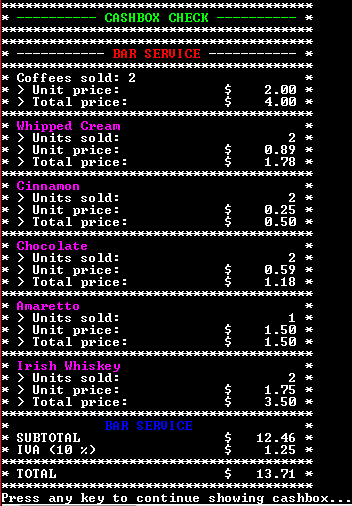 ***************************************
* ----------- CASHBOX CHECK ----------- *
***************************************
***************************************
* ------------ BAR SERVICE ------------ *
***************************************
* Coffees sold: 2 *
* > Unit price: $ 2.00 *
* > Total price: $ 4.00 *
***************************************
* Whipped Cream *
* > Units sold: 2 *
* > Unit price: $ 0.89 *
* > Total price: $ 1.78 *
***************************************
* Cinnamon *
* > Units sold: 2 *
* > Unit price: $ 0.25 *
* > Total price: $ 0.50 *
***************************************
* Chocolate *
* > Units sold: 2 *
* > Unit price: $ 0.59 *
* > Total price: $ 1.18 *
***************************************
* Amaretto *
* > Units sold: 1 *
* > Unit price: $ 1.50 *
* > Total price: $ 1.50 *
***************************************
* Irish Whiskey *
* > Units sold: 2 *
* > Unit price: $ 1.75 *
* > Total price: $ 3.50 *
***************************************
* BAR SERVICE *
* SUBTOTAL $ 12.46 *
* IVA (10 %) $ 1.25 *
***************************************
* TOTAL $ 13.71 *
***************************************
Press any key to continue showing cashbox...